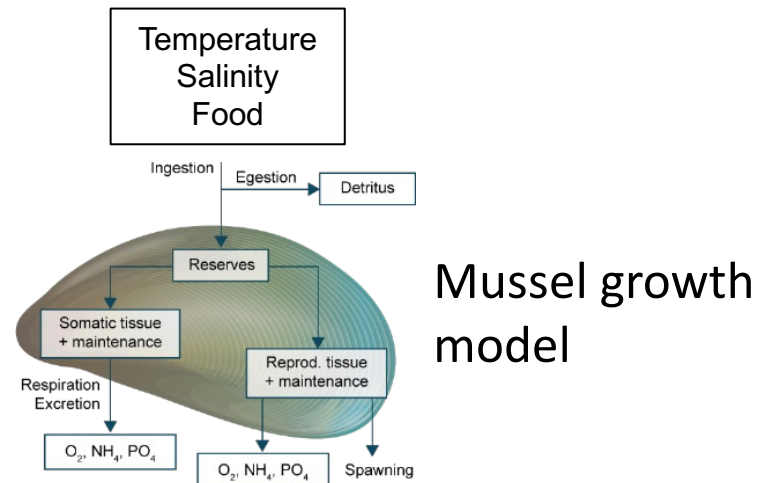 Temperature
Salinity
Food
Ingestion
Egestion
Detritus
Reserves
Mussel growth
model
Somatic tissue
+ maintenance
Reprod. tissue
+ maintenance
Respiration
Excretion
O₂, NH₄, PO₄
O₂, NH₄, PO₄
Spawning